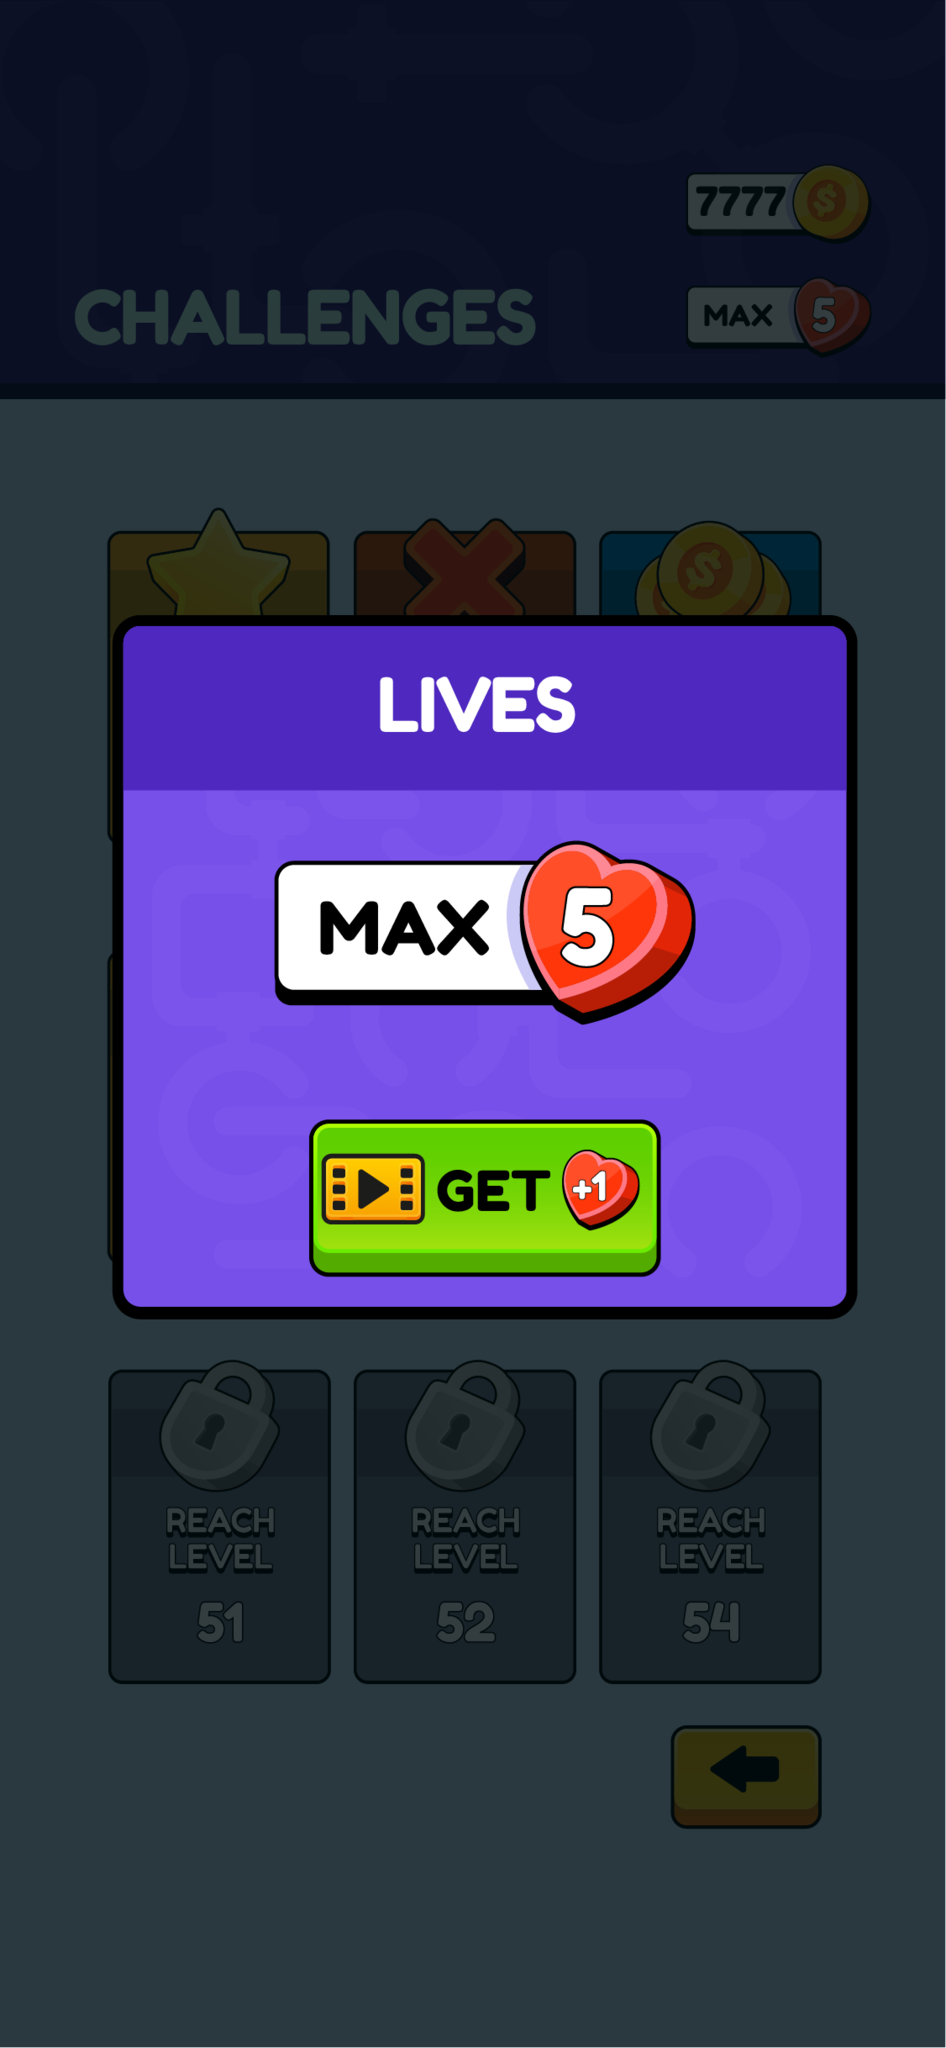 7777 $
CHALLENGES
MAX 5
$
LIVES
MAX 5
GET +1
REACH LEVEL 51
REACH LEVEL 52
REACH LEVEL 54